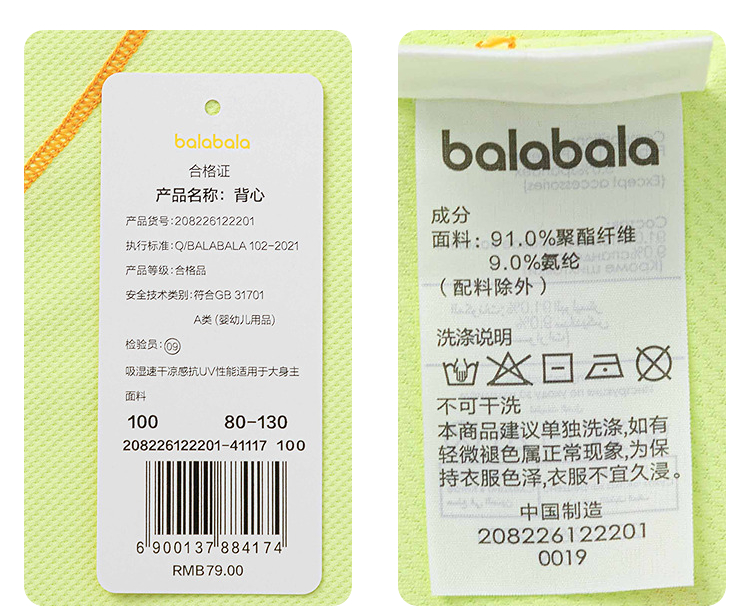 balabala
合格证
产品名称：背心
产品货号:208226122201
执行标准:Q/BALABALA 102-2021
产品等级:合格品
安全技术类别:符合GB 31701
A类 (婴幼儿用品)
检验员: 09
吸湿速干凉感抗UV性能适用于大身主
面料
100 80-130
208226122201-41117 100
6 900137 884174
RMB79.00
balabala
成分
面料：91.0%聚酯纤维
9.0%氨纶
（配料除外）
洗涤说明
不可干洗
本商品建议单独洗涤,如有
轻微褪色属正常现象,为保
持衣服色泽,衣服不宜久浸。
中国制造
208226122201
0019